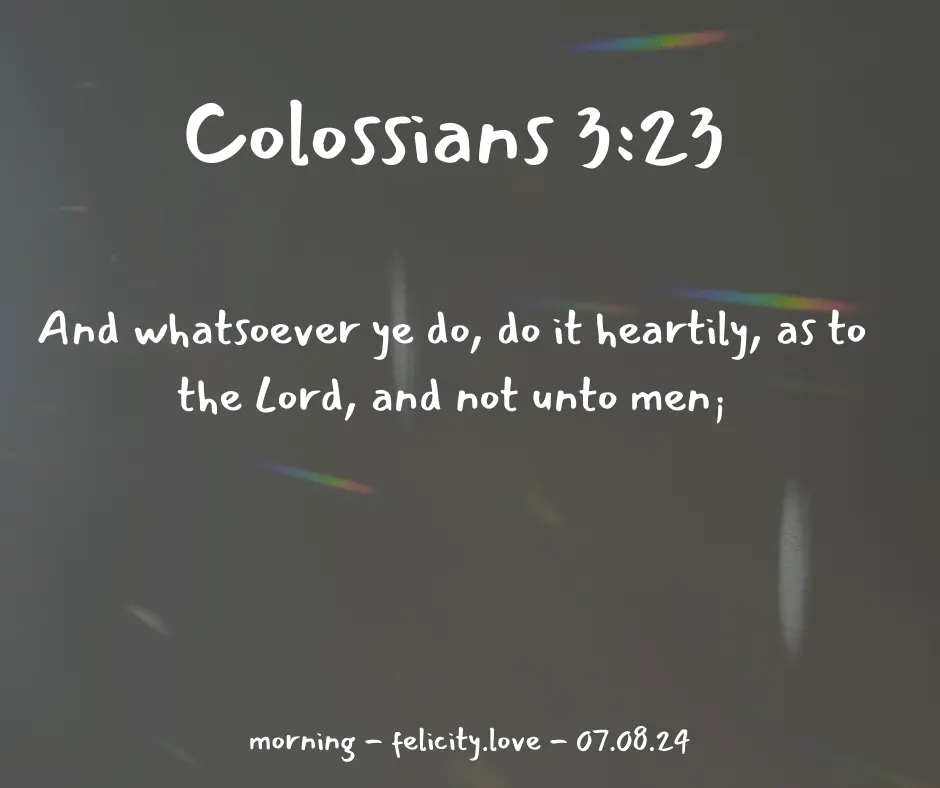 Colossians 3:23
And whatsoever ye do, do it heartily, as to
the Lord, and not unto men;
morning – felicity.love – 07.08.24